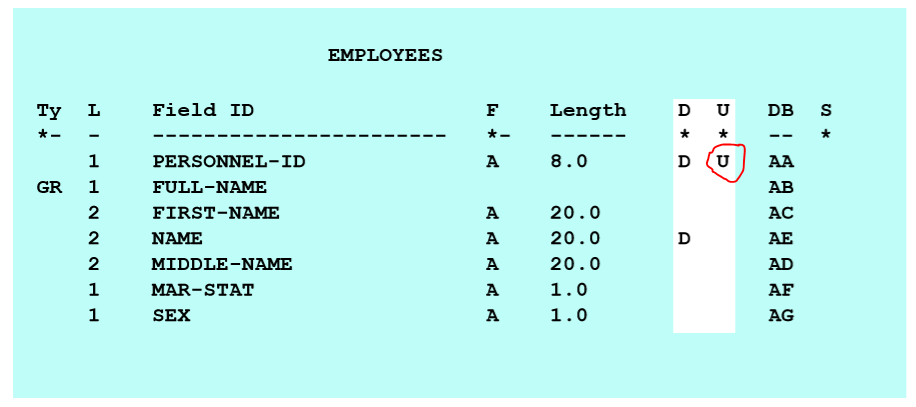 EMPLOYEES
Ty L Field ID F Length D U DB S
*- - ----------------------- *- ------ * * -- *
1 PERSONNEL-ID A 8.0 D U AA
GR 1 FULL-NAME AB
2 FIRST-NAME A 20.0 AC
2 NAME A 20.0 D AE
2 MIDDLE-NAME A 20.0 AD
1 MAR-STAT A 1.0 AF
1 SEX A 1.0 AG